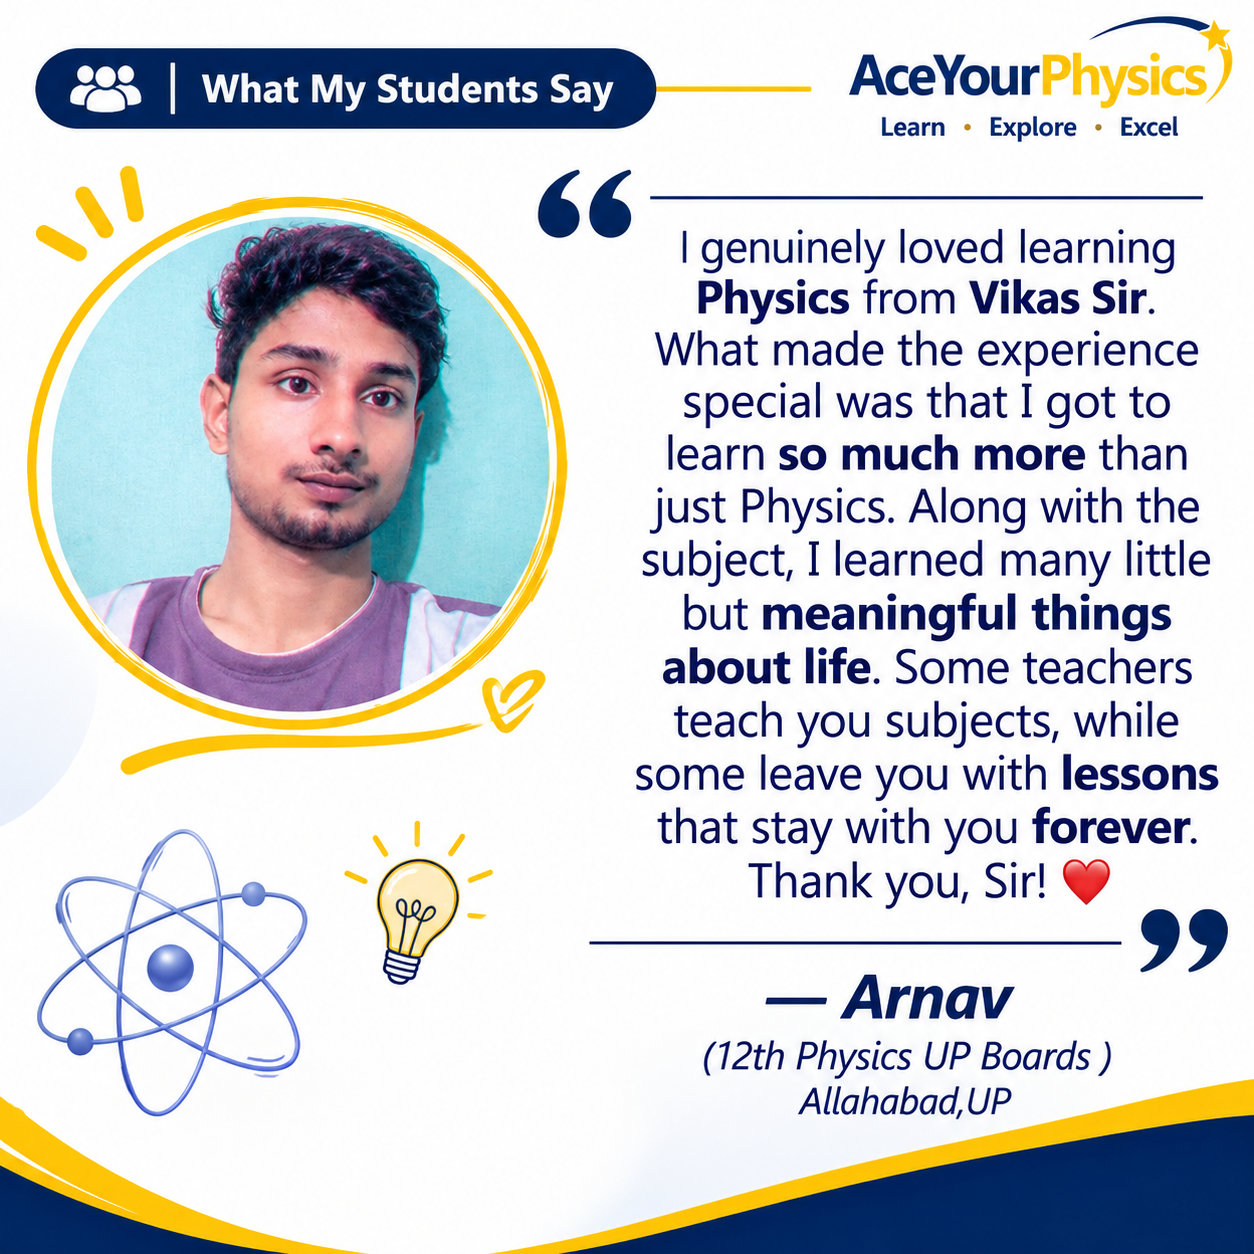 What My Students Say
AceYourPhysics
Learn • Explore • Excel
“
I genuinely loved learning
Physics from Vikas Sir.
What made the experience
special was that I got to
learn so much more than
just Physics. Along with the
subject, I learned many little
but meaningful things
about life. Some teachers
teach you subjects, while
some leave you with lessons
that stay with you forever.
Thank you, Sir! ❤️
”
— Arnav
(12th Physics UP Boards )
Allahabad,UP